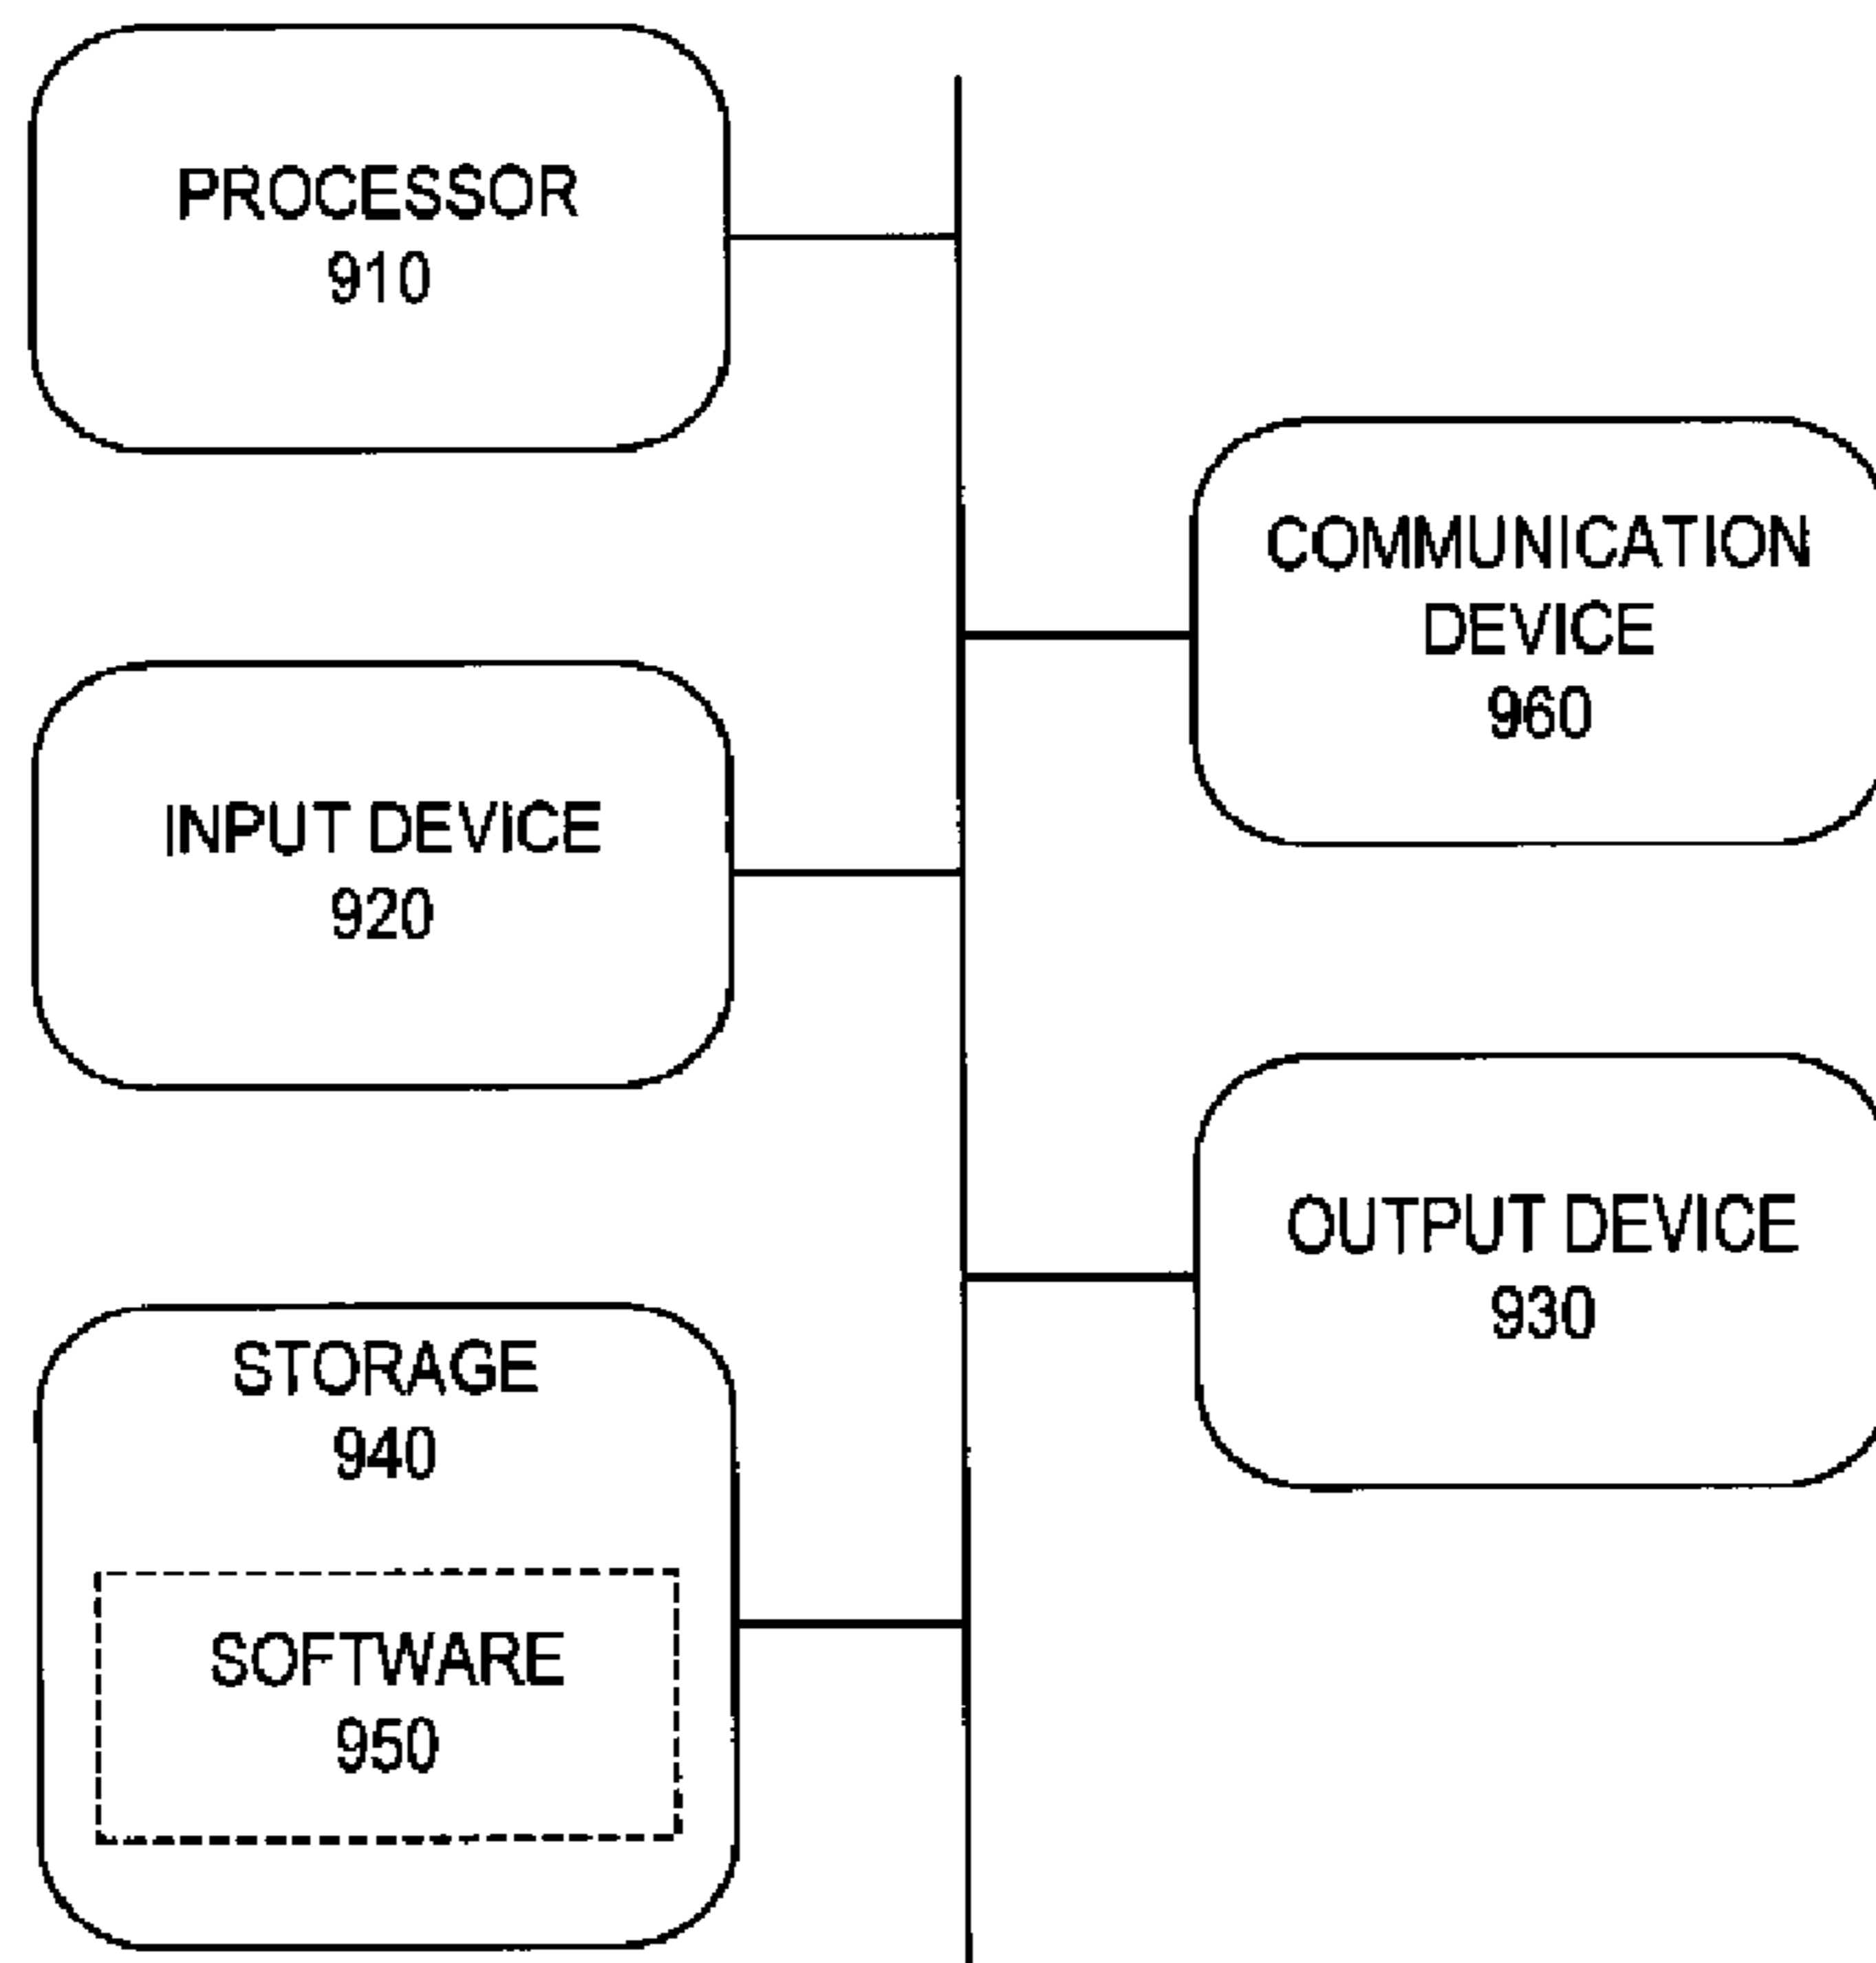 PROCESSOR
910
COMMUNICATION
DEVICE
960
INPUT DEVICE
920
OUTPUT DEVICE
930
STORAGE
940
SOFTWARE
950